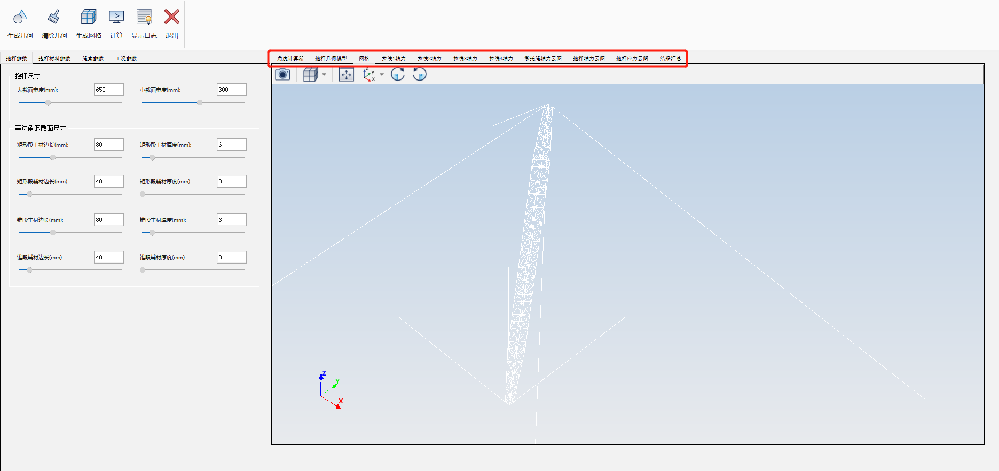 生成几何 清除几何 生成网格 计算 显示日志 退出
抱杆参数 抱杆材料参数 绳索参数 工况参数
角度计算器 抱杆几何模型 网格 拉线1轴力 拉线2轴力 拉线3轴力 拉线4轴力 承托绳轴力云图 抱杆轴力云图 抱杆应力云图 结果汇总
抱杆尺寸
大截面宽度(mm): 650 小截面宽度(mm): 300
等边角钢截面尺寸
矩形段主材边长(mm): 80 矩形段主材厚度(mm): 6
矩形段辅材边长(mm): 40 矩形段辅材厚度(mm): 3
锥段主材边长(mm): 80 锥段主材厚度(mm): 6
锥段辅材边长(mm): 40 锥段辅材厚度(mm): 3
Z
Y
X
Z
Y
X